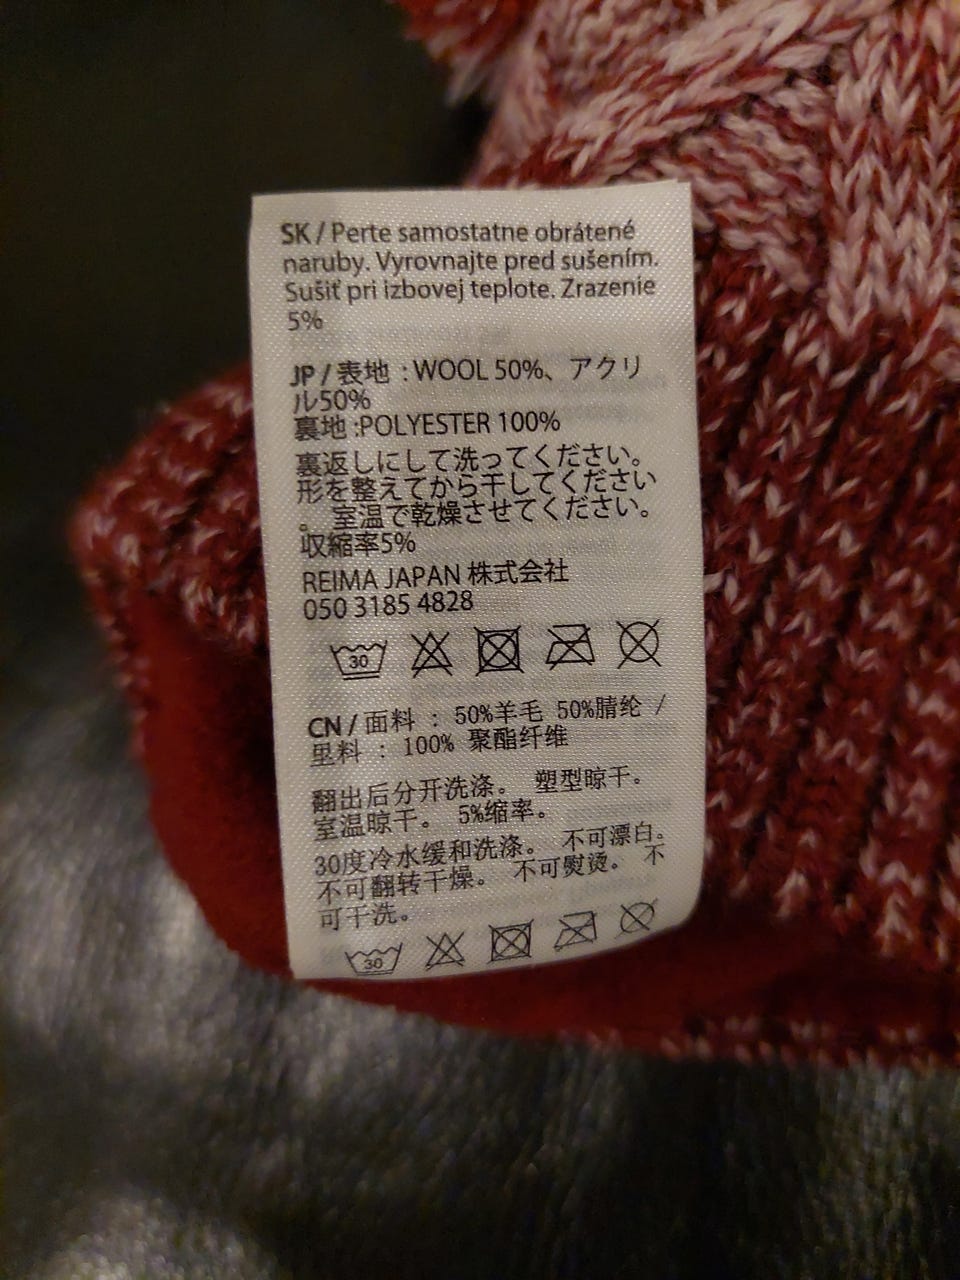 SK / Perte samostatne obrátené
naruby. Vyrovnajte pred sušením.
Sušiť pri izbovej teplote. Zrazenie
5%
JP / 表地 : WOOL 50%、アクリ
ル50%
裏地 :POLYESTER 100%
裏返しにして洗ってください。
形を整えてから干してください
。 室温で乾燥させてください。
収縮率5%
REIMA JAPAN 株式会社
050 3185 4828
30
CN / 面料 : 50%羊毛 50%腈纶 /
里料 : 100% 聚酯纤维
翻出后分开洗涤。 塑型晾干。
室温晾干。 5%缩率。
30度冷水缓和洗涤。 不可漂白。
不可翻转干燥。 不可熨烫。 不
可干洗。
30